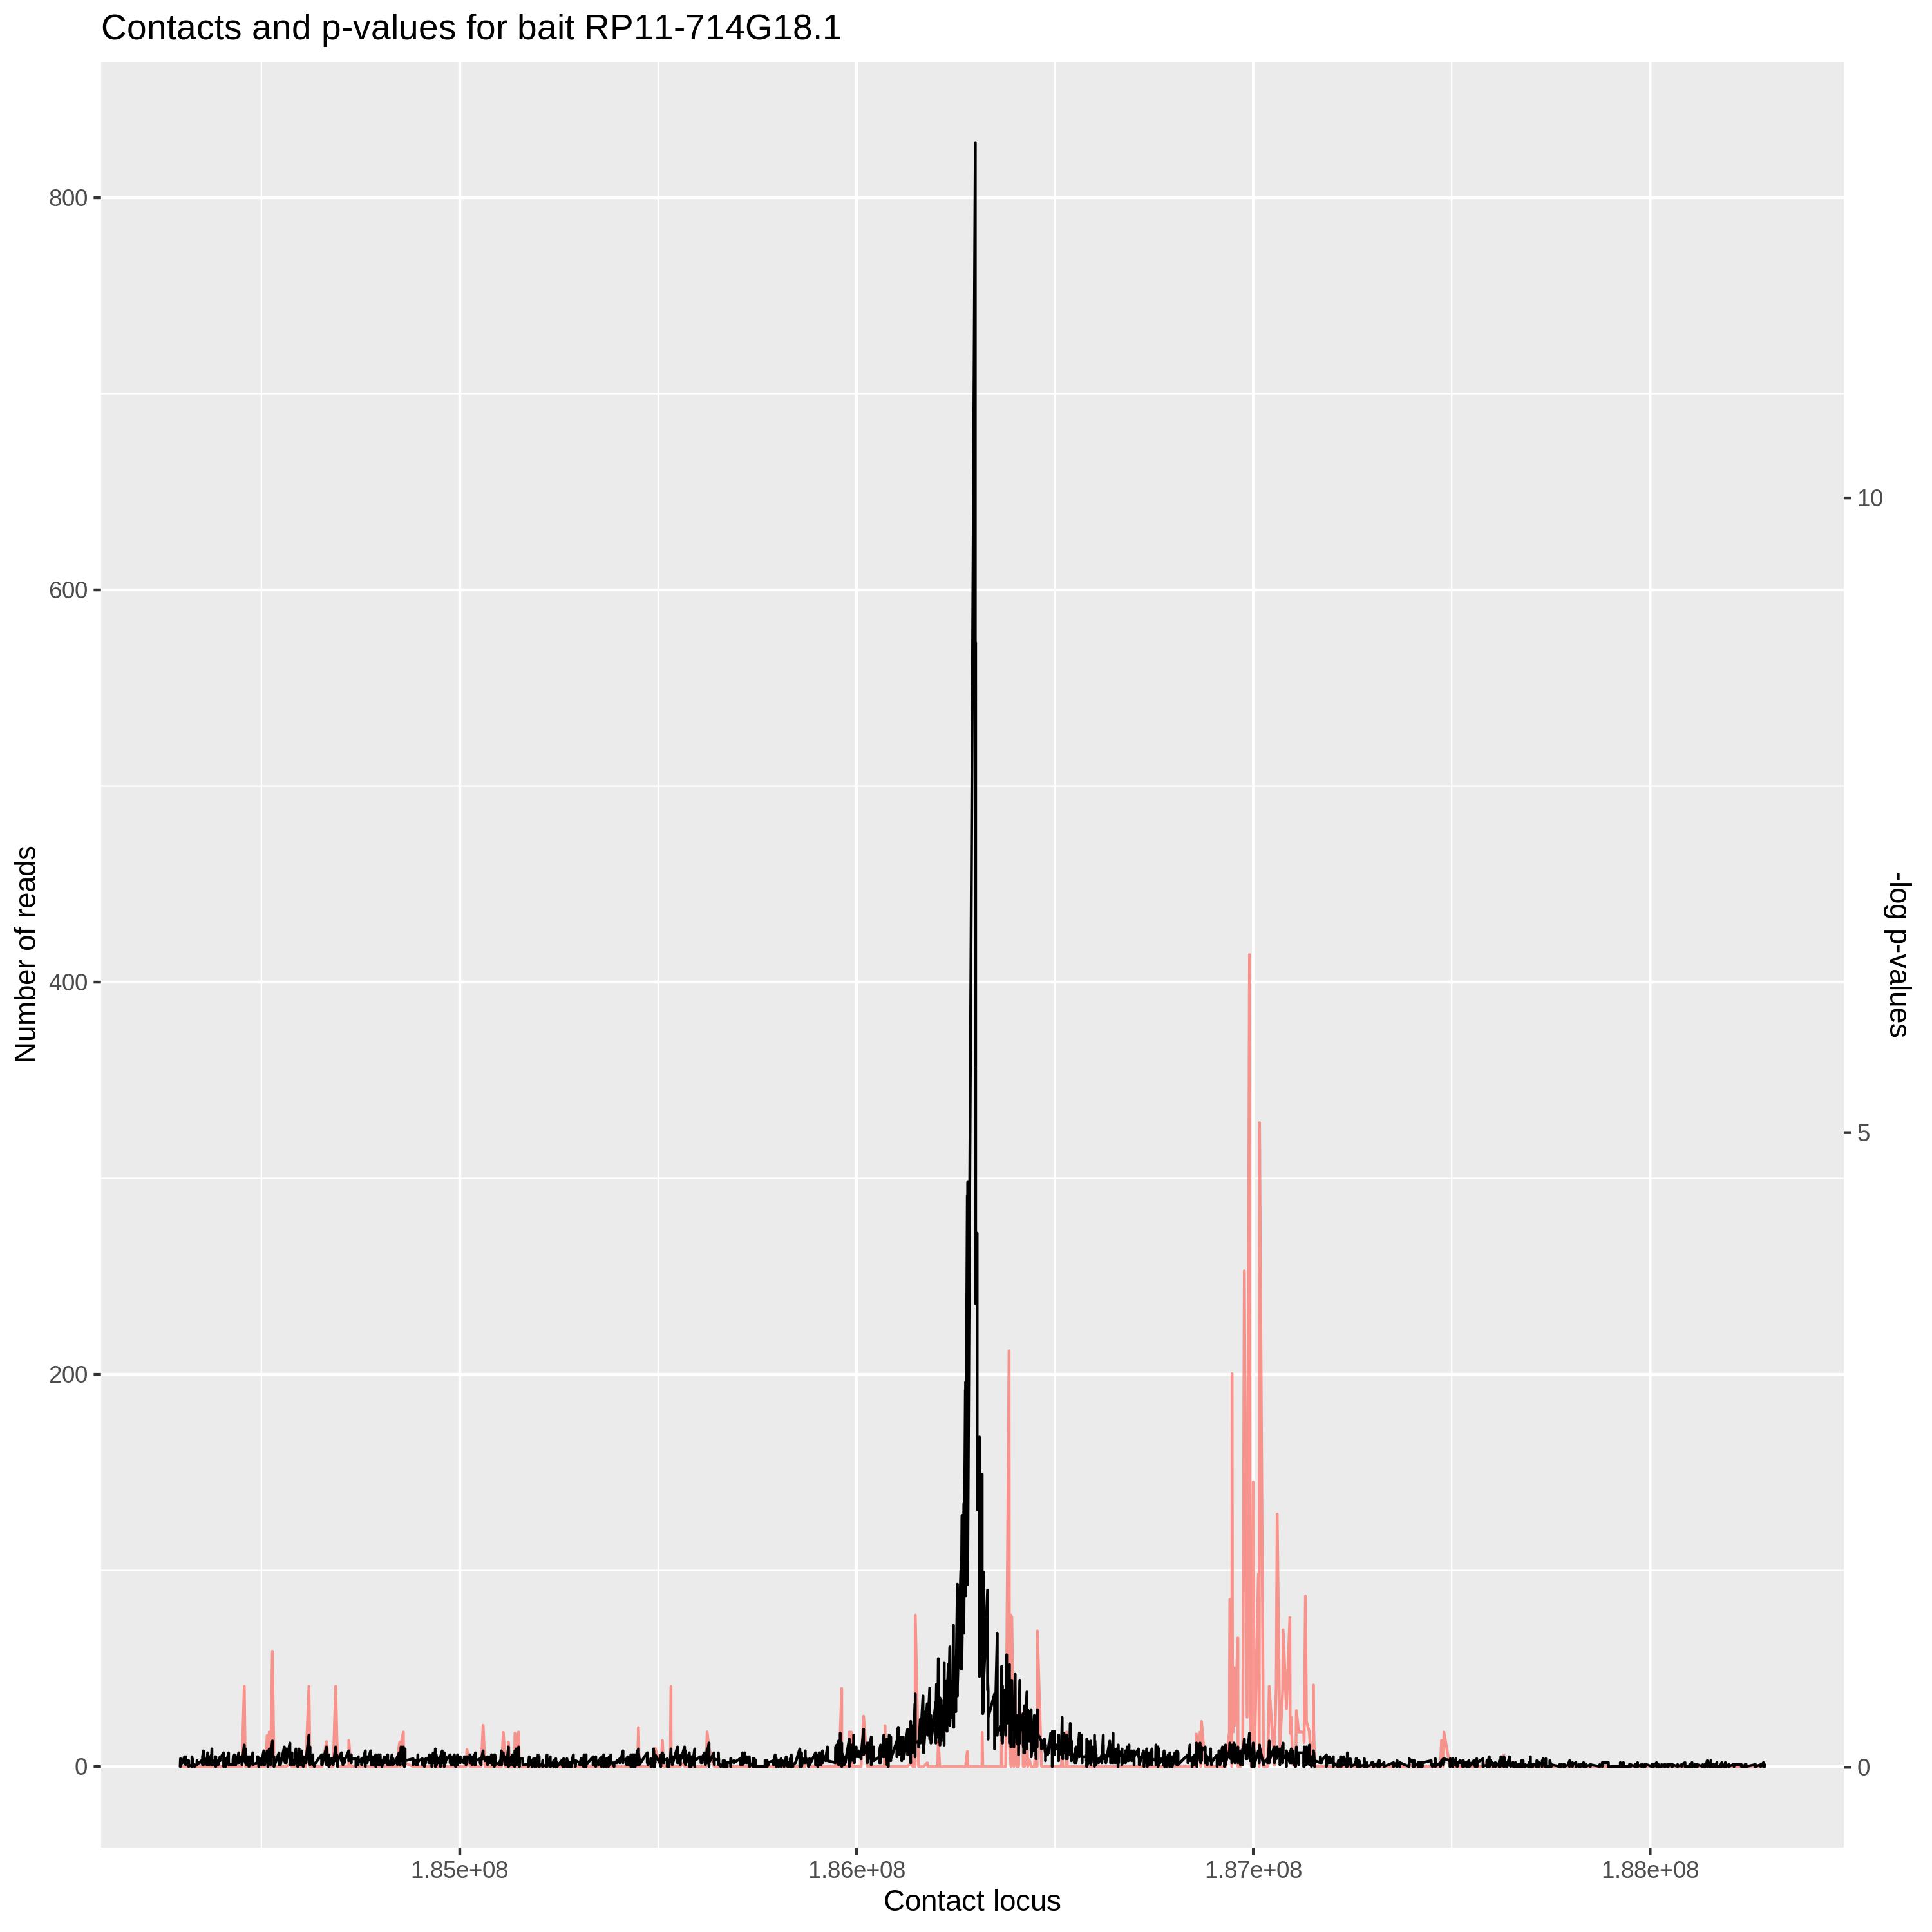 Contacts and p-values for bait RP11-714G18.1
800
600
400
200
0
Number of reads
10
5
0
-log p-values
1.85e+08
1.86e+08
1.87e+08
1.88e+08
Contact locus